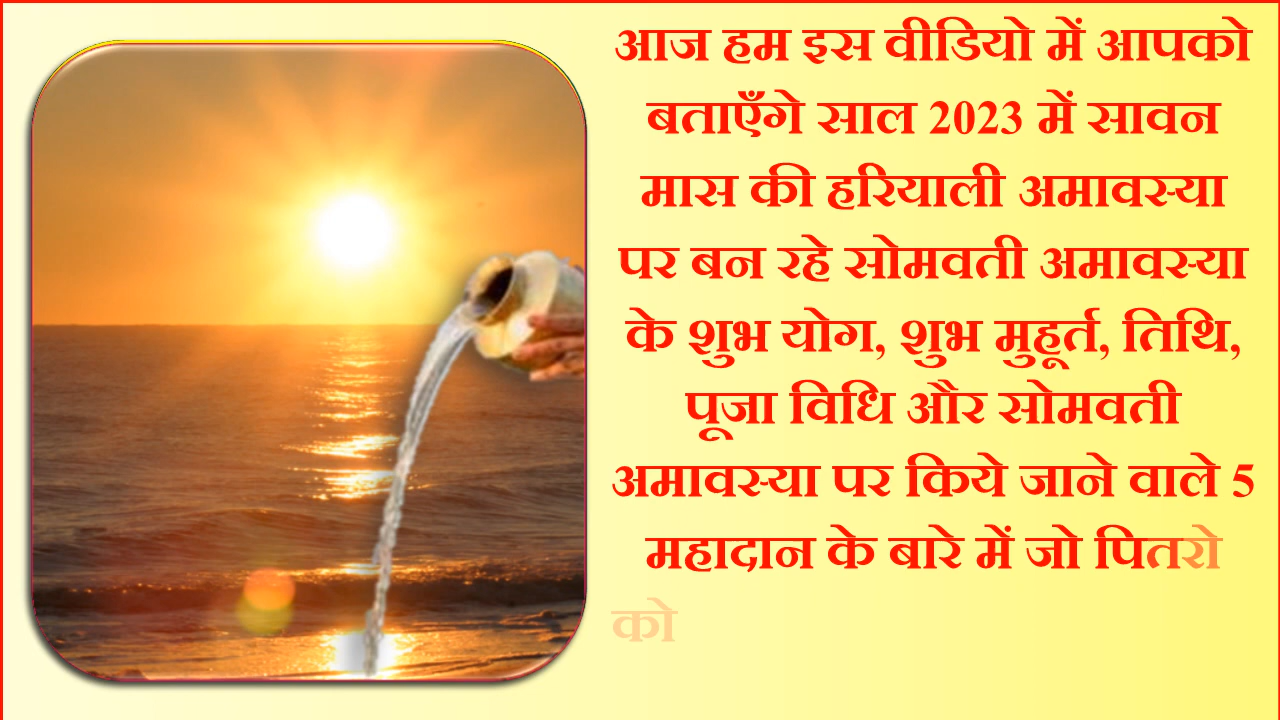 आज हम इस वीडियो में आपको
बताएँगे साल 2023 में सावन
मास की हरियाली अमावस्या
पर बन रहे सोमवती अमावस्या
के शुभ योग, शुभ मुहूर्त, तिथि,
पूजा विधि और सोमवती
अमावस्या पर किये जाने वाले 5
महादान के बारे में जो पितरो
को